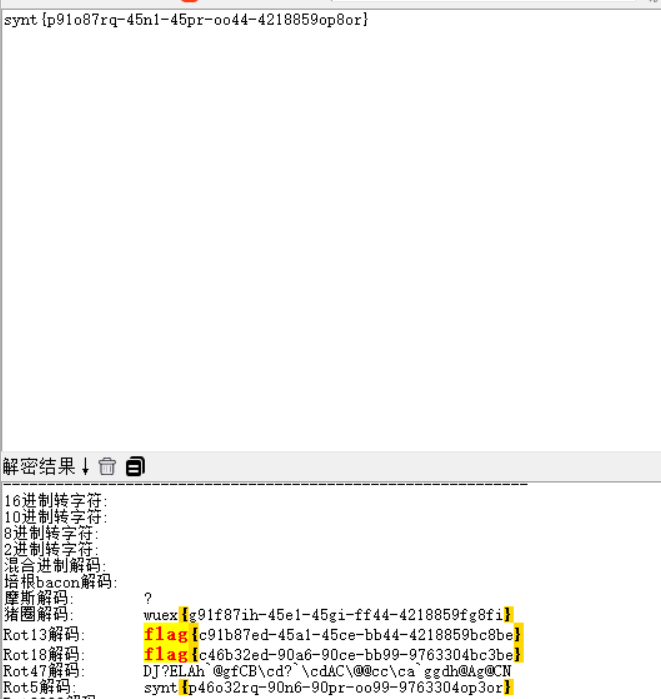 synt{p91o87rq-45n1-45pr-oo44-4218859op8or}
解密结果↓
------------------------------------------------------------
16进制转字符:
10进制转字符:
8进制转字符:
2进制转字符:
混合进制解码:
培根bacon解码:
摩斯解码: ?
猪圈解码: wuex{g91f87ih-45e1-45gi-ff44-4218859fg8fi}
Rot13解码: flag{c91b87ed-45a1-45ce-bb44-4218859bc8be}
Rot18解码: flag{c46b32ed-90a6-90ce-bb99-9763304bc3be}
Rot47解码: DJ?ELAh`@gfCB\cd?`\cdAC\@@cc\ca`ggdh@Ag@CN
Rot5解码: synt{p46o32rq-90n6-90pr-oo99-9763304op3or}